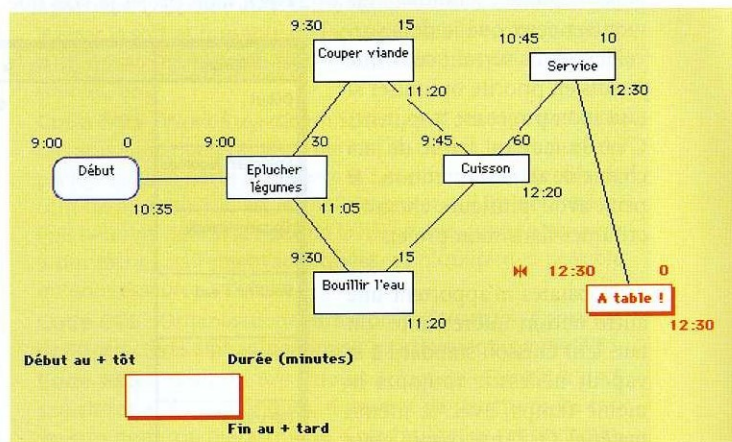 9:30 15
Couper viande
11:20
10:45 10
Service
12:30
9:00 0
Début
10:35
9:00 30
Eplucher
légumes
11:05
9:45 60
Cuisson
12:20
9:30 15
Bouillir l'eau
11:20
12:30 0
A table !
12:30
Début au + tôt
Durée (minutes)
Fin au + tard